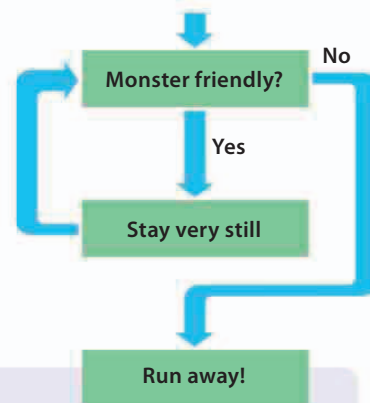 No
Monster friendly?
Yes
Stay very still
Run away!